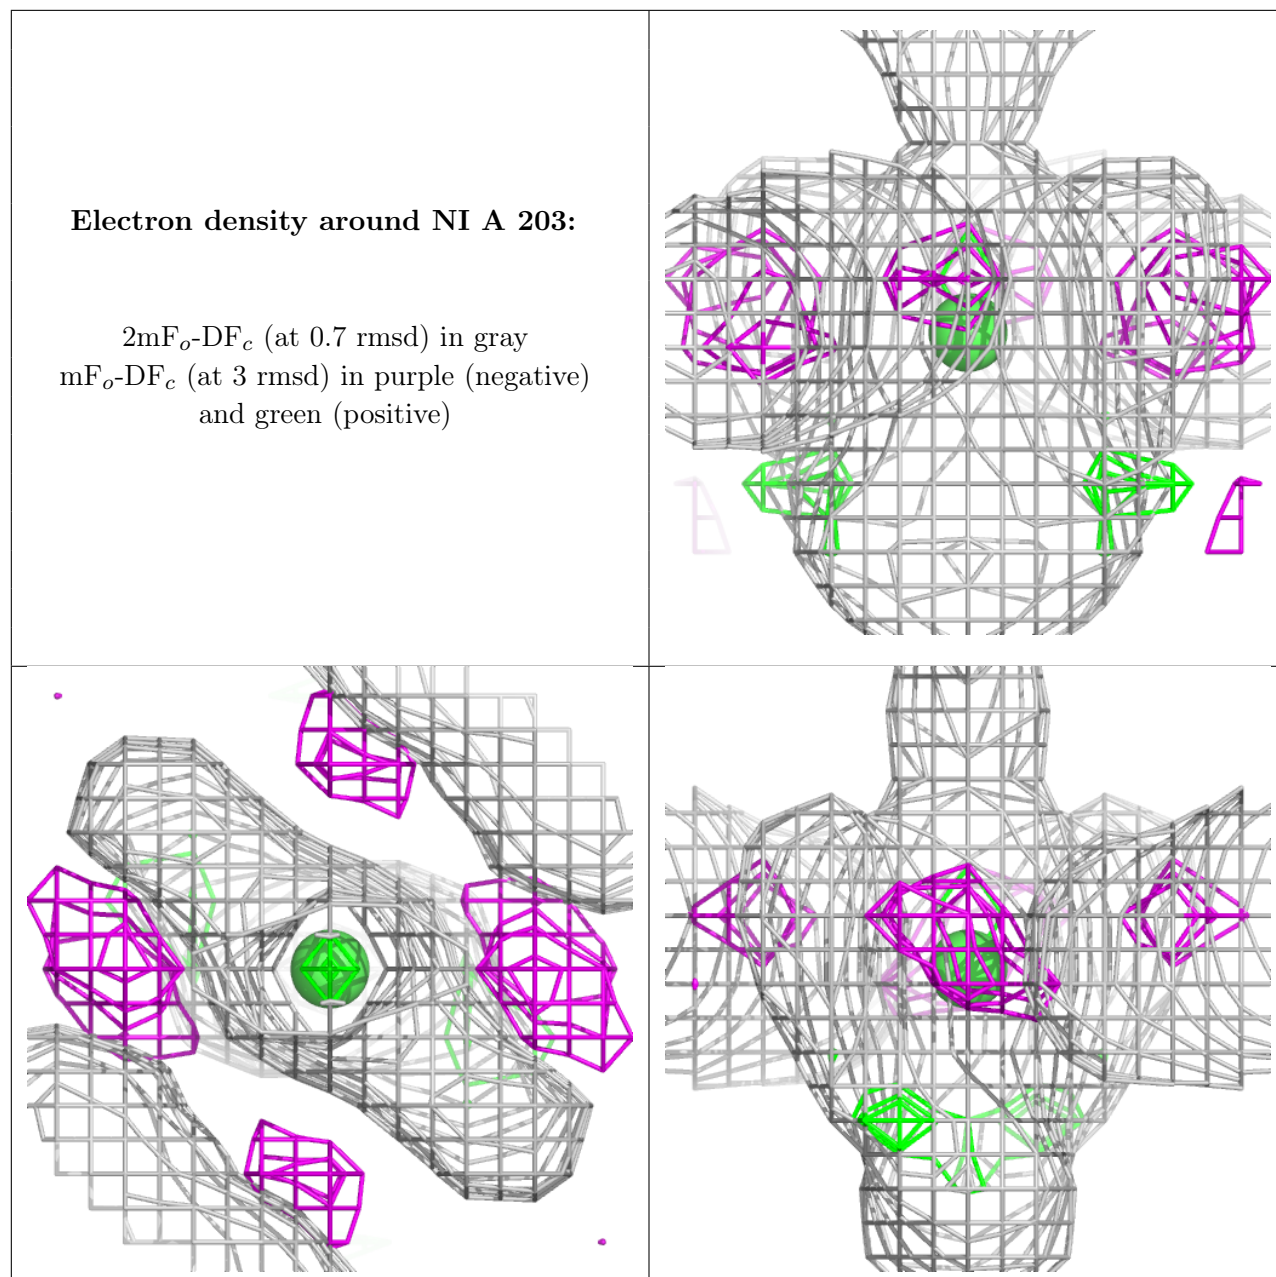 Electron density around NI A 203:
2mFo-DFc (at 0.7 rmsd) in gray
mFo-DFc (at 3 rmsd) in purple (negative)
and green (positive)